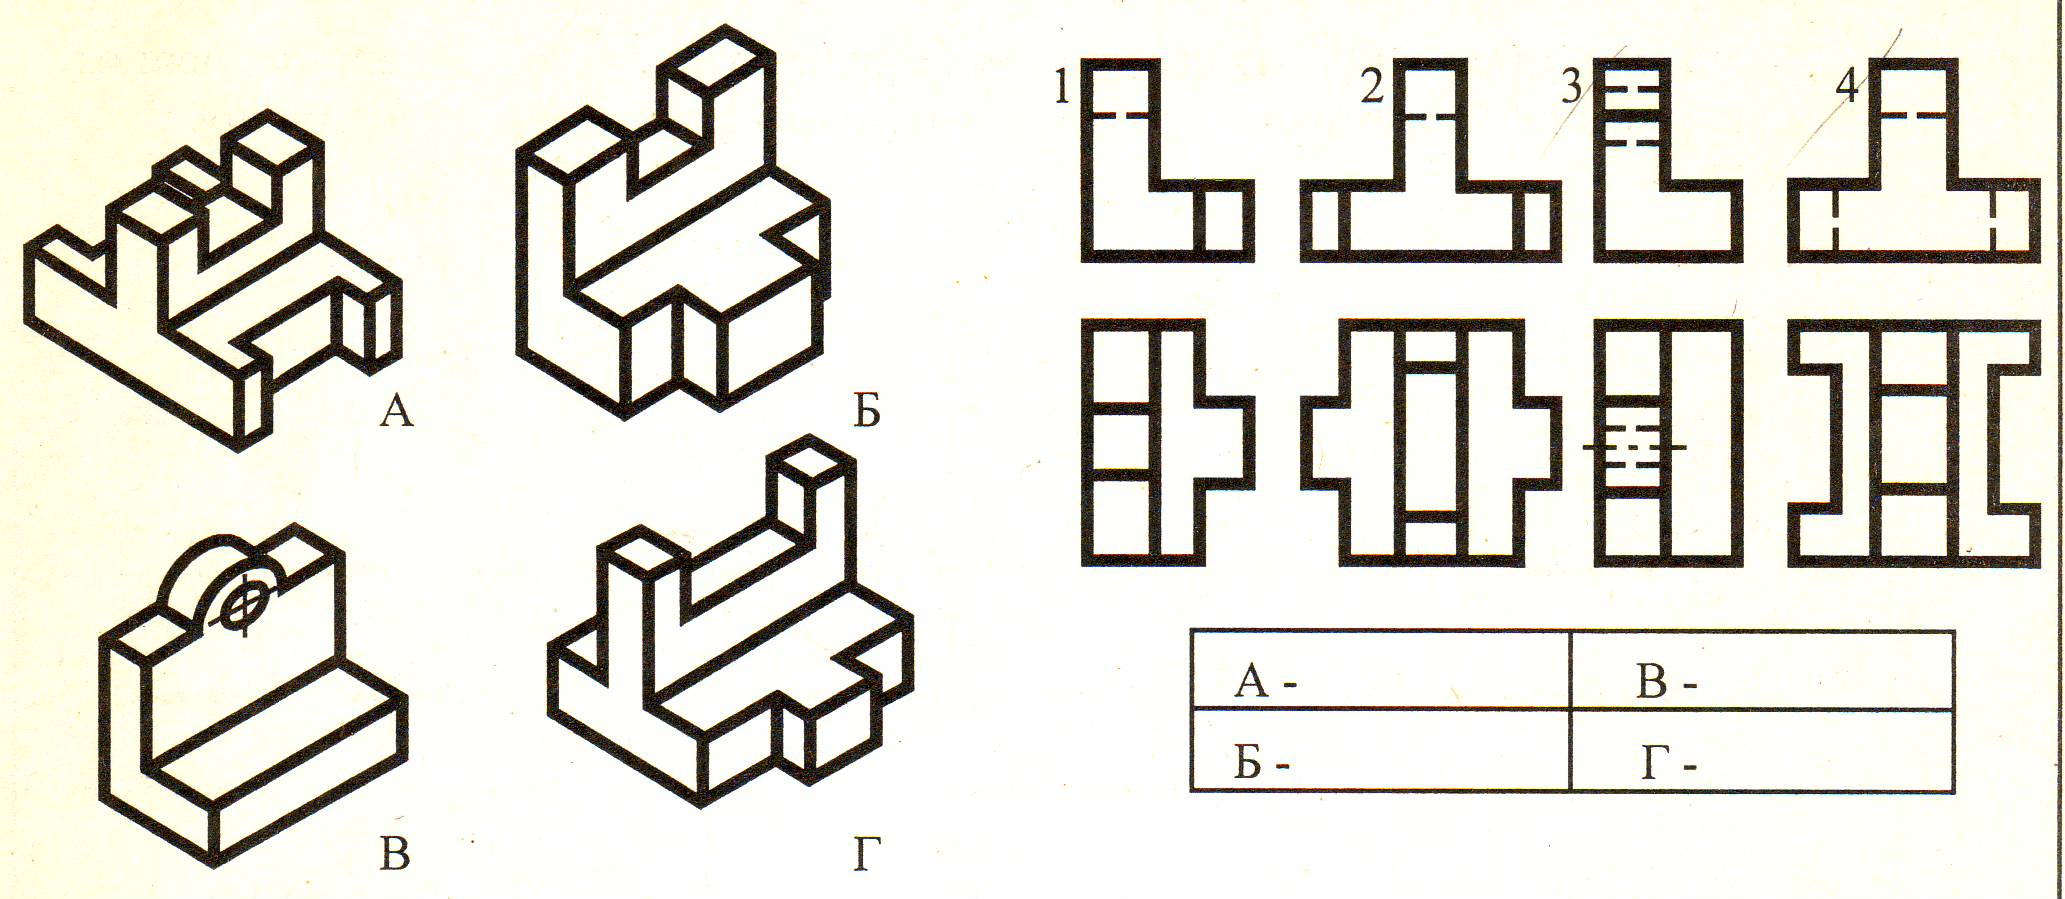 1 2 3 4
А Б
В Г
А - В -
Б - Г -